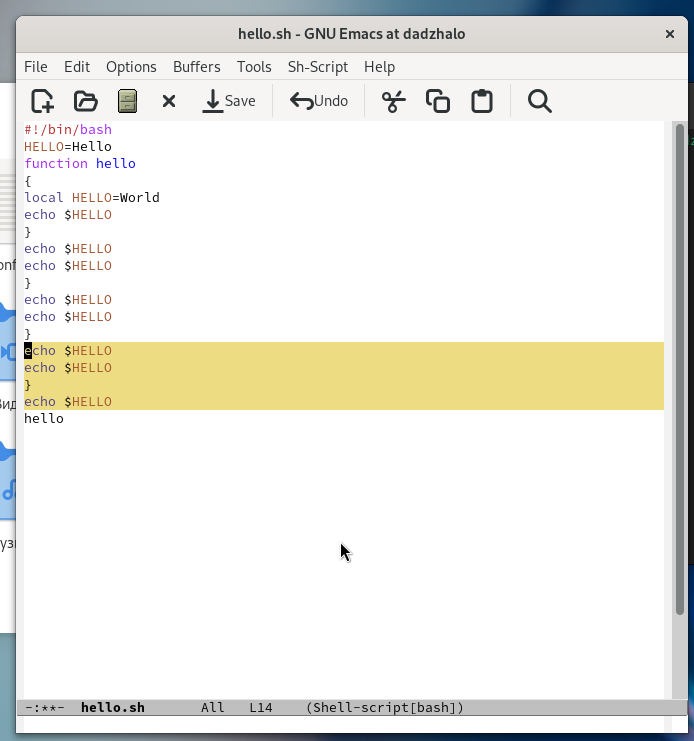 hello.sh - GNU Emacs at dadzhalo
File Edit Options Buffers Tools Sh-Script Help
Save Undo
#!/bin/bash
HELLO=Hello
function hello
{
local HELLO=World
echo $HELLO
}
echo $HELLO
echo $HELLO
}
echo $HELLO
echo $HELLO
}
echo $HELLO
echo $HELLO
}
echo $HELLO
hello
-:**- hello.sh All L14 (Shell-script[bash])